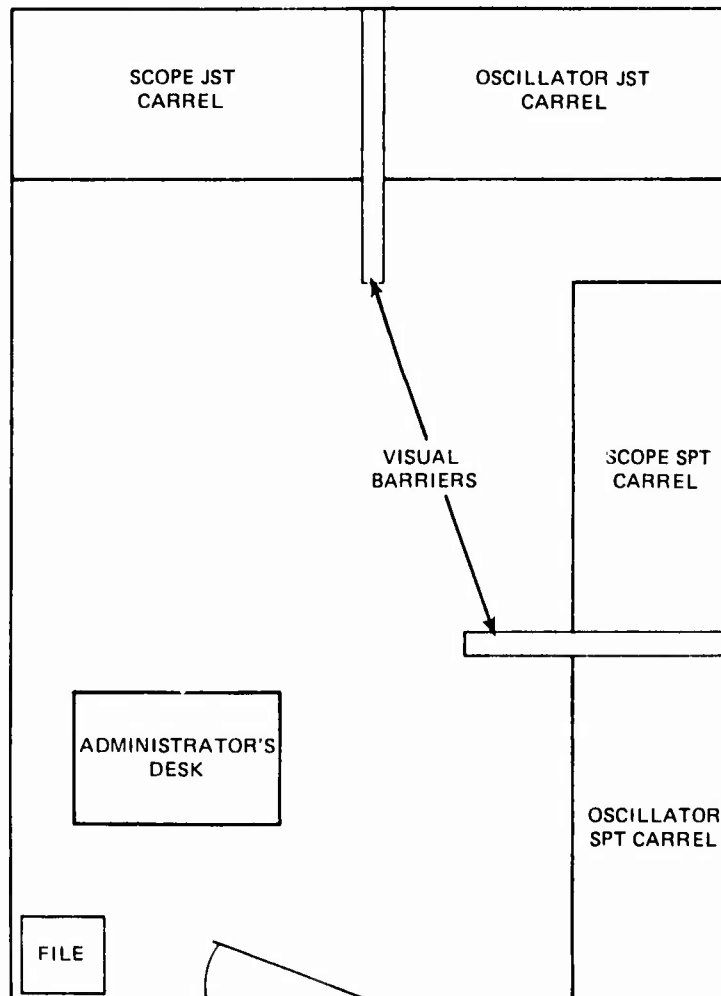 SCOPE JST
CARREL
OSCILLATOR JST
CARREL
VISUAL
BARRIERS
SCOPE SPT
CARREL
ADMINISTRATOR'S
DESK
OSCILLATOR
SPT CARREL
FILE